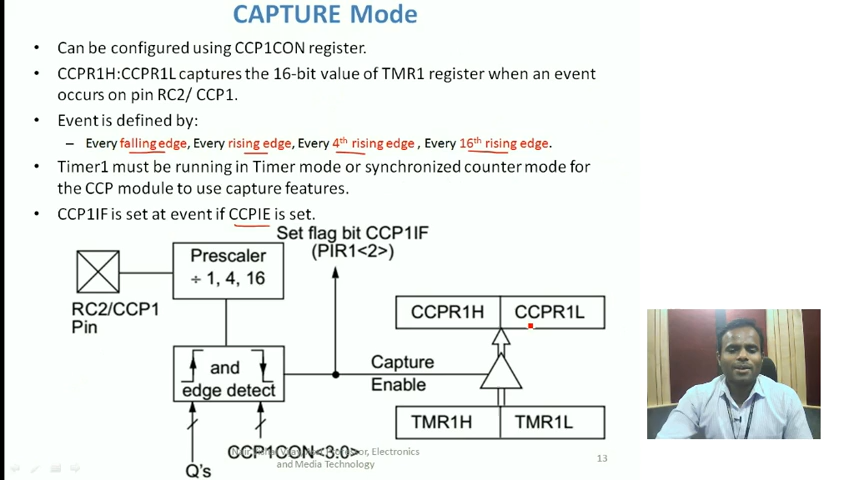 CAPTURE Mode
• Can be configured using CCP1CON register.
• CCPR1H:CCPR1L captures the 16-bit value of TMR1 register when an event
occurs on pin RC2/ CCP1.
• Event is defined by:
– Every falling edge, Every rising edge, Every 4th rising edge , Every 16th rising edge.
• Timer1 must be running in Timer mode or synchronized counter mode for
the CCP module to use capture features.
• CCP1IF is set at event if CCPIE is set.
Set flag bit CCP1IF
(PIR1<2>)
Prescaler
÷ 1, 4, 16
RC2/CCP1
Pin
CCPR1H CCPR1L
and
edge detect
Capture
Enable
TMR1H TMR1L
CCP1CON<3:0>
Electronics
and Media Technology
Q's
13